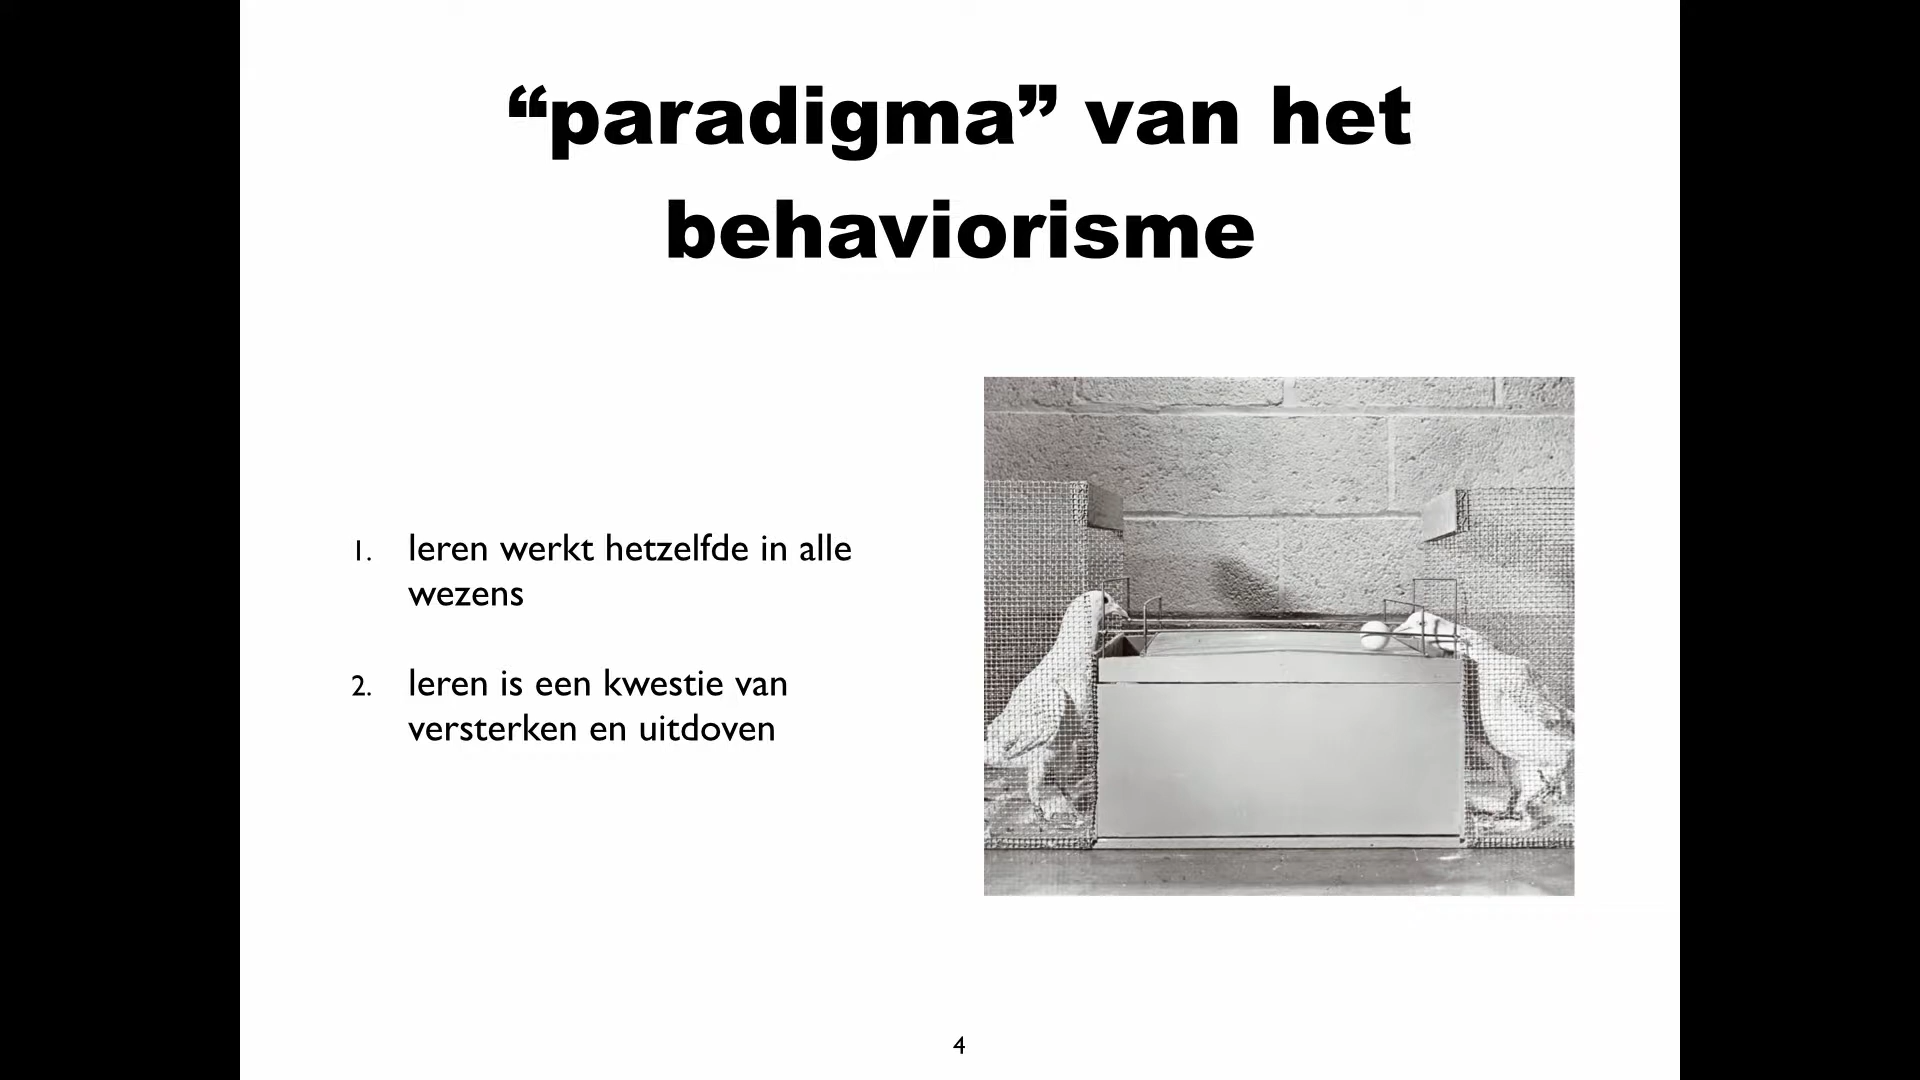 “paradigma” van het
behaviorisme
1. leren werkt hetzelfde in alle
wezens
2. leren is een kwestie van
versterken en uitdoven
4